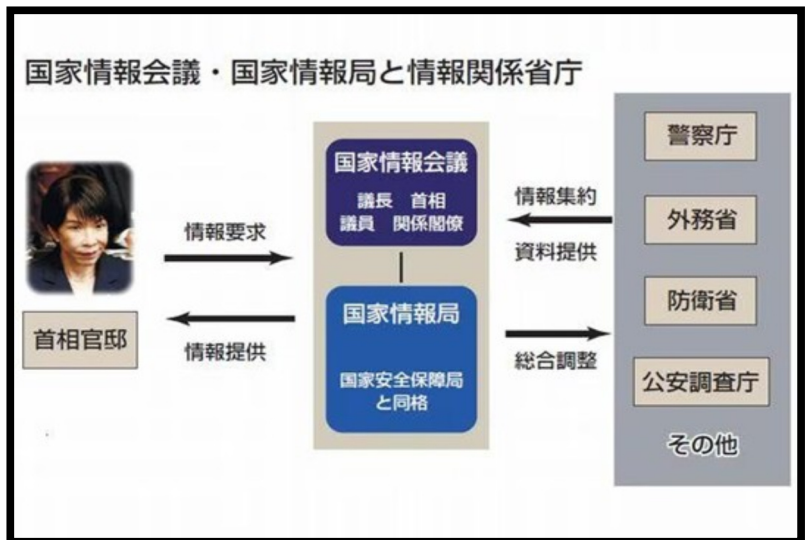 国家情報会議・国家情報局と情報関係省庁
首相官邸
情報要求
情報提供
国家情報会議
議長 首相
議員 関係閣僚
国家情報局
国家安全保障局
と同格
情報集約
資料提供
総合調整
警察庁
外務省
防衛省
公安調査庁
その他